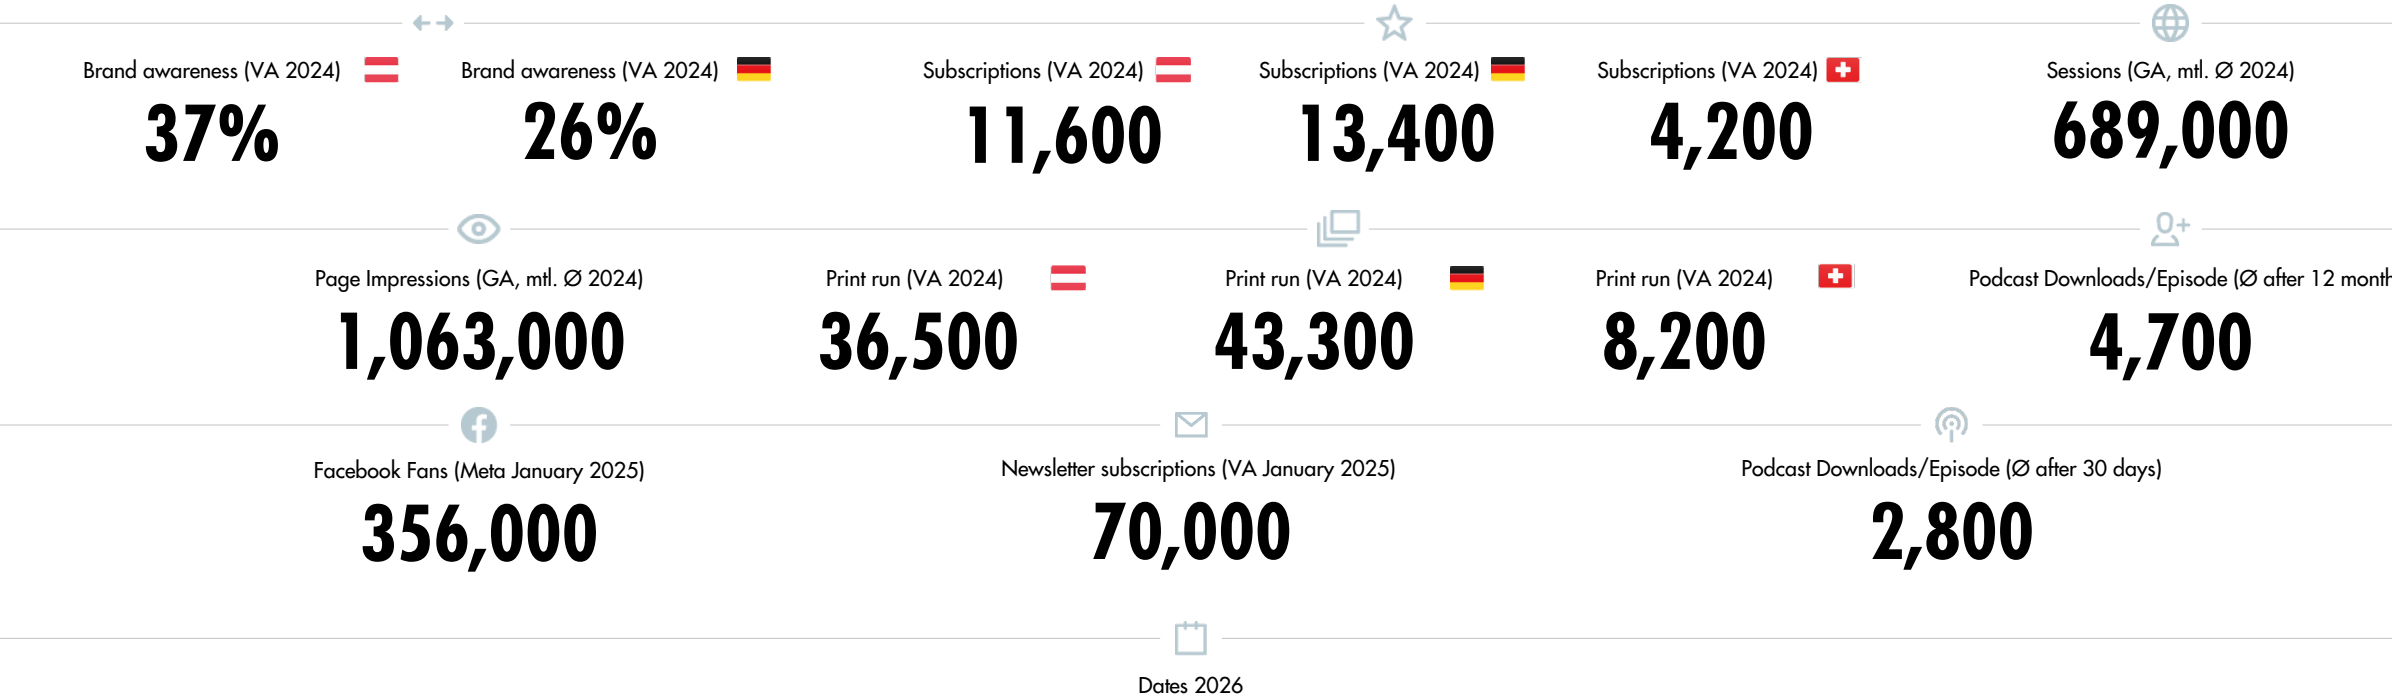 Brand awareness (VA 2024)
37%
Brand awareness (VA 2024)
26%
Subscriptions (VA 2024)
11,600
Subscriptions (VA 2024)
13,400
Subscriptions (VA 2024)
4,200
Sessions (GA, mtl. Ø 2024)
689,000
Page Impressions (GA, mtl. Ø 2024)
1,063,000
Print run (VA 2024)
36,500
Print run (VA 2024)
43,300
Print run (VA 2024)
8,200
Podcast Downloads/Episode (Ø after 12 month
4,700
Facebook Fans (Meta January 2025)
356,000
Newsletter subscriptions (VA January 2025)
70,000
Podcast Downloads/Episode (Ø after 30 days)
2,800
Dates 2026